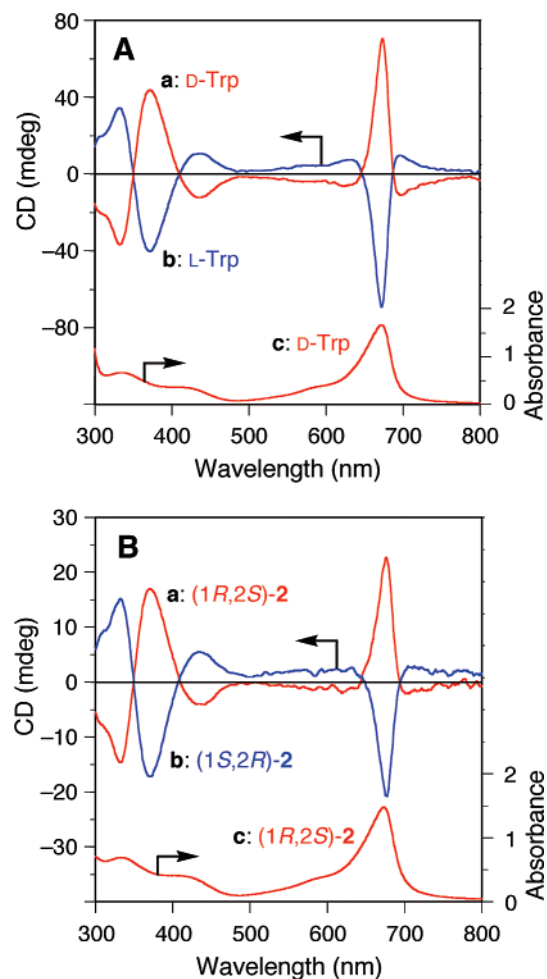 A
80
40
0
−40
−80
CD (mdeg)
a: D-Trp
b: L-Trp
c: D-Trp
2
1
0
Absorbance
300 400 500 600 700 800
Wavelength (nm)
B
30
20
10
0
−10
−20
−30
CD (mdeg)
a: (1R,2S)-2
b: (1S,2R)-2
c: (1R,2S)-2
2
1
0
Absorbance
300 400 500 600 700 800
Wavelength (nm)